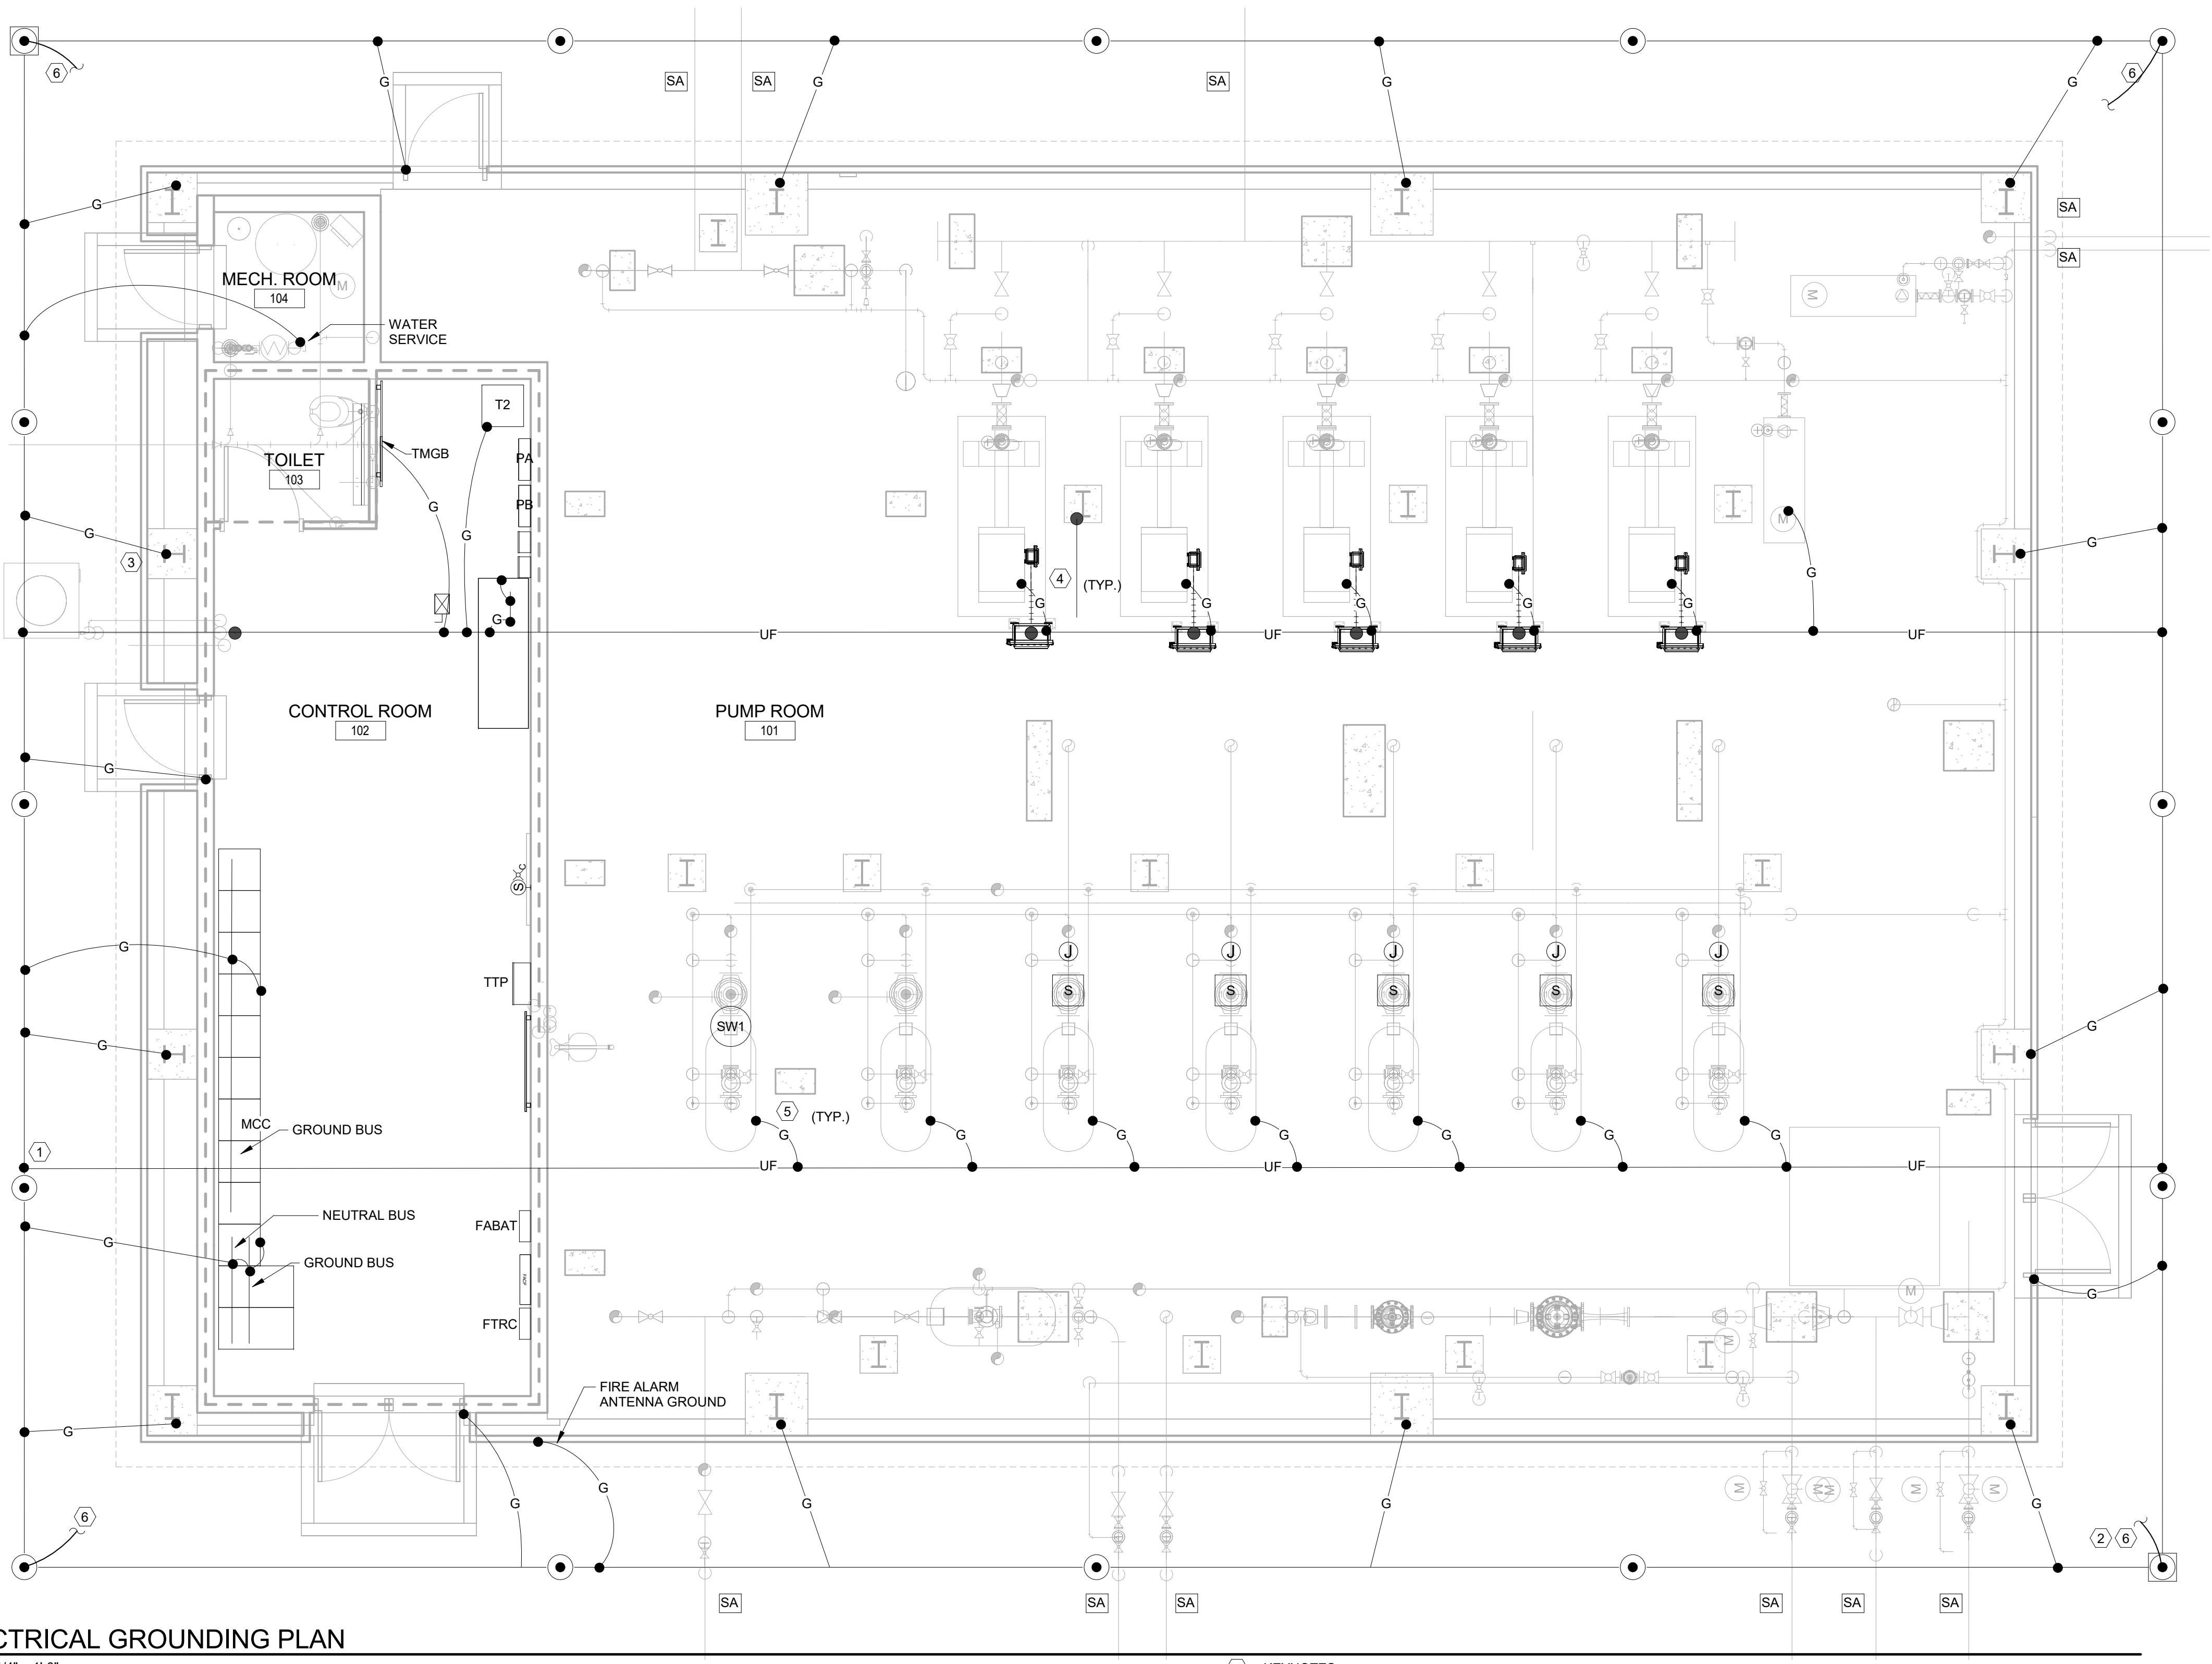 6
G
SA
SA
G
SA
G
6
G
G
SA
SA
MECH. ROOM
104
M
M
WATER
SERVICE
T2
TMGB
PA
TOILET
103
PB
G
G
G
M
3
G
4
(TYP.)
G
G
G
G
G
G
G
UF
UF
UF
CONTROL ROOM
102
PUMP ROOM
101
G
S
C
G
J
J
J
J
J
TTP
S
S
S
S
S
SW1
G
G
MCC
GROUND BUS
5
(TYP.)
1
G
G
G
G
G
G
G
UF
UF
UF
NEUTRAL BUS
FABAT
G
GROUND BUS
FACP
M
G
FTRC
M
FIRE ALARM
ANTENNA GROUND
G
G
G
G
G
M
M
M
M
M
G
6
2
6
SA
SA
SA
SA
SA
SA
CTRICAL GROUNDING PLAN